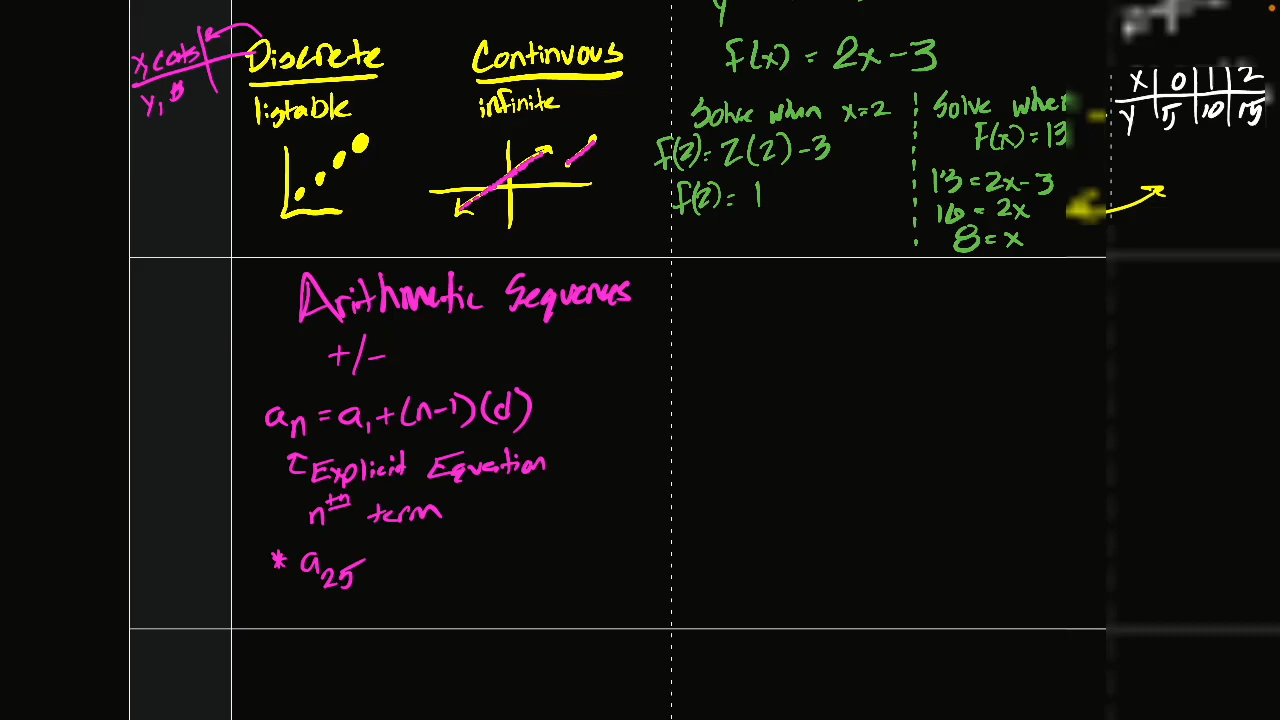 x, cats
y, $
Discrete
listable
Continuous
infinite
f(x) = 2x - 3
Solve when x=2
f(2) = 2(2) - 3
f(2) = 1
Solve when
f(x) = 13
13 = 2x - 3
16 = 2x
8 = x
x | 0 | 1 | 2
y | 5 | 10 | 15
Arithmetic Sequences
+/-
aₙ = a₁ + (n-1)(d)
Explicit Equation
nᵗʰ term
* a₂₅